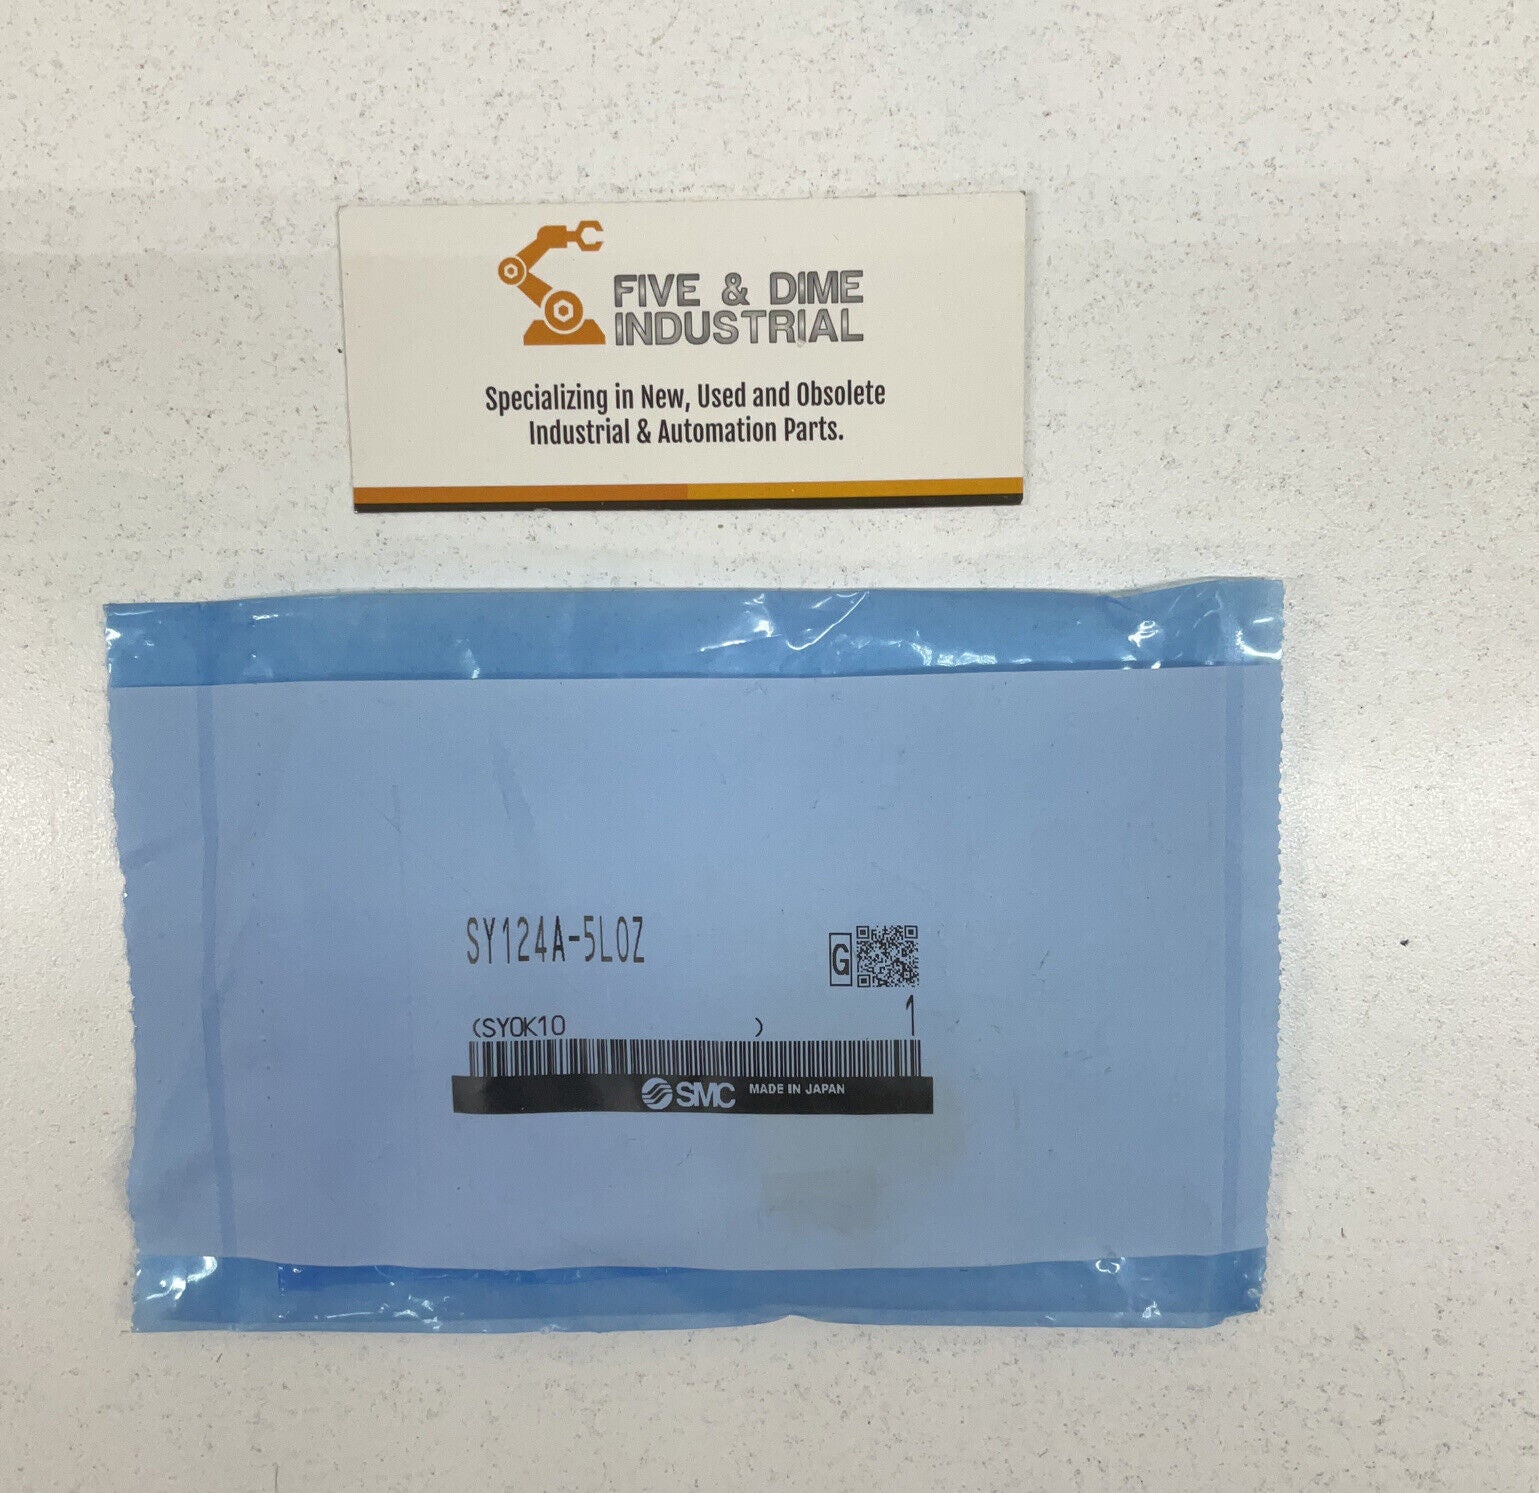 FIVE & DIME
INDUSTRIAL
Specializing in New, Used and Obsolete
Industrial & Automation Parts.
SY124A-5LOZ
G
(SYOK10 )
1
SMC MADE IN JAPAN